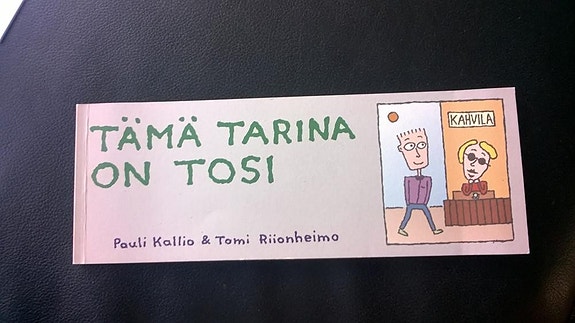 TÄMÄ TARINA
ON TOSI
Pauli Kallio & Tomi Riionheimo
KAHVILA